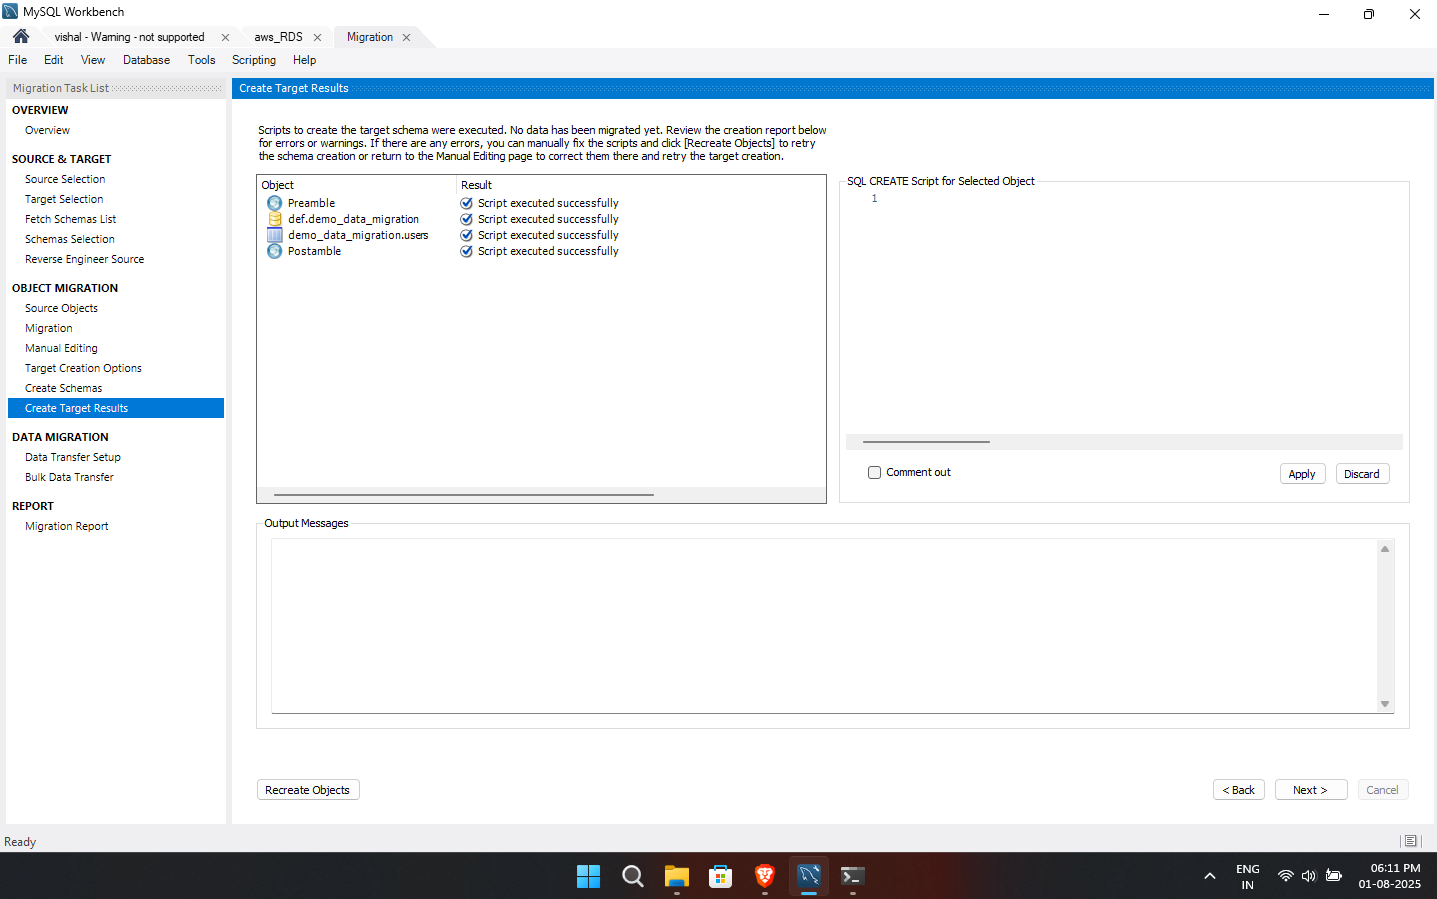 MySQL Workbench
vishal - Warning - not supported
aws_RDS
Migration
File Edit View Database Tools Scripting Help
Migration Task List
OVERVIEW
Overview
SOURCE & TARGET
Source Selection
Target Selection
Fetch Schemas List
Schemas Selection
Reverse Engineer Source
OBJECT MIGRATION
Source Objects
Migration
Manual Editing
Target Creation Options
Create Schemas
Create Target Results
DATA MIGRATION
Data Transfer Setup
Bulk Data Transfer
REPORT
Migration Report
Create Target Results
Scripts to create the target schema were executed. No data has been migrated yet. Review the creation report below
for errors or warnings. If there are any errors, you can manually fix the scripts and click [Recreate Objects] to retry
the schema creation or return to the Manual Editing page to correct them there and retry the target creation.
Object Result
Preamble Script executed successfully
def.demo_data_migration Script executed successfully
demo_data_migration.users Script executed successfully
Postamble Script executed successfully
SQL CREATE Script for Selected Object
1
Comment out
Apply
Discard
Output Messages
Recreate Objects
< Back
Next >
Cancel
Ready
ENG
IN
06:11 PM
01-08-2025